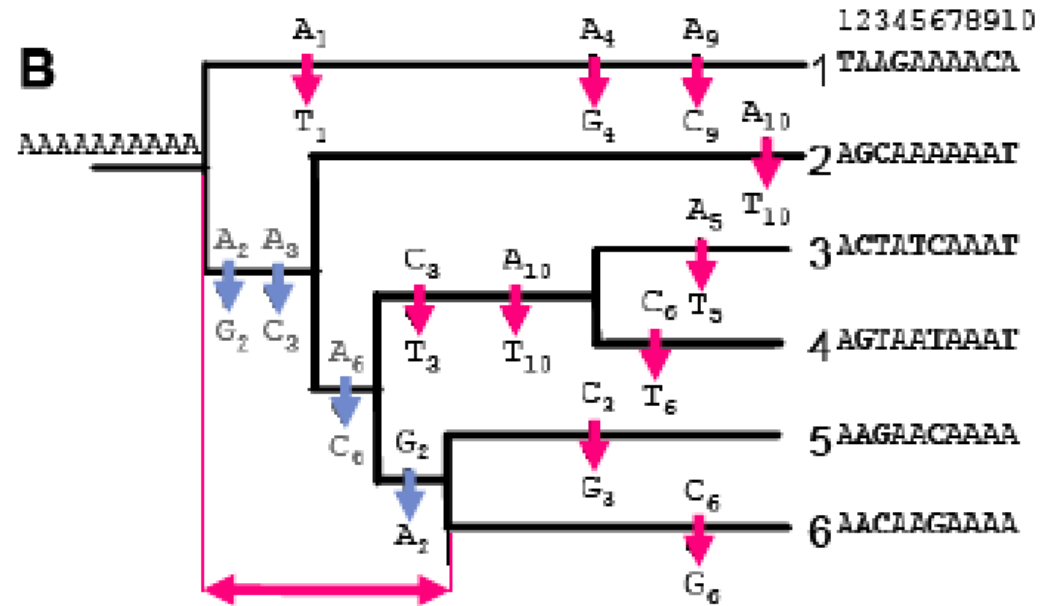 12345678910
A₁ A₄ A₉
B
1 TAAGAAAACA
T₁ G₄ C₉ A₁₀
AAAAAAAAAA
2 AGCAAAAAAT
T₁₀
A₅
A₂ A₃
3 ACTATCAAAT
C₃ A₁₀
C₆ T₅
G₂ C₃
4 AGTAATAAAT
T₃ T₁₀
A₆
T₆
C₂
5 AAGAACAAAA
C₆ G₂
G₃
C₆
6 AACAAGAAAA
A₂
G₆